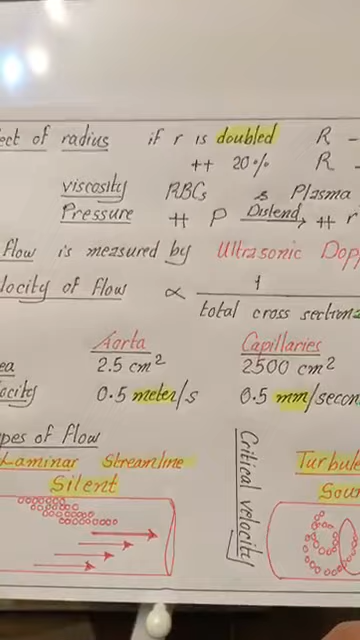 ect of radius if r is doubled R -
++ 20% R -
viscosity RBCs & Plasma
Pressure ++ P Distend ++ r
flow is measured by Ultrasonic Dop
locity of flow ∝ 1
total cross section
Aorta Capillaries
ea 2.5 cm² 2500 cm²
ocity 0.5 meter/s 0.5 mm/secon
ypes of flow
Laminar Streamline Critical velocity Turbule
Silent Soun